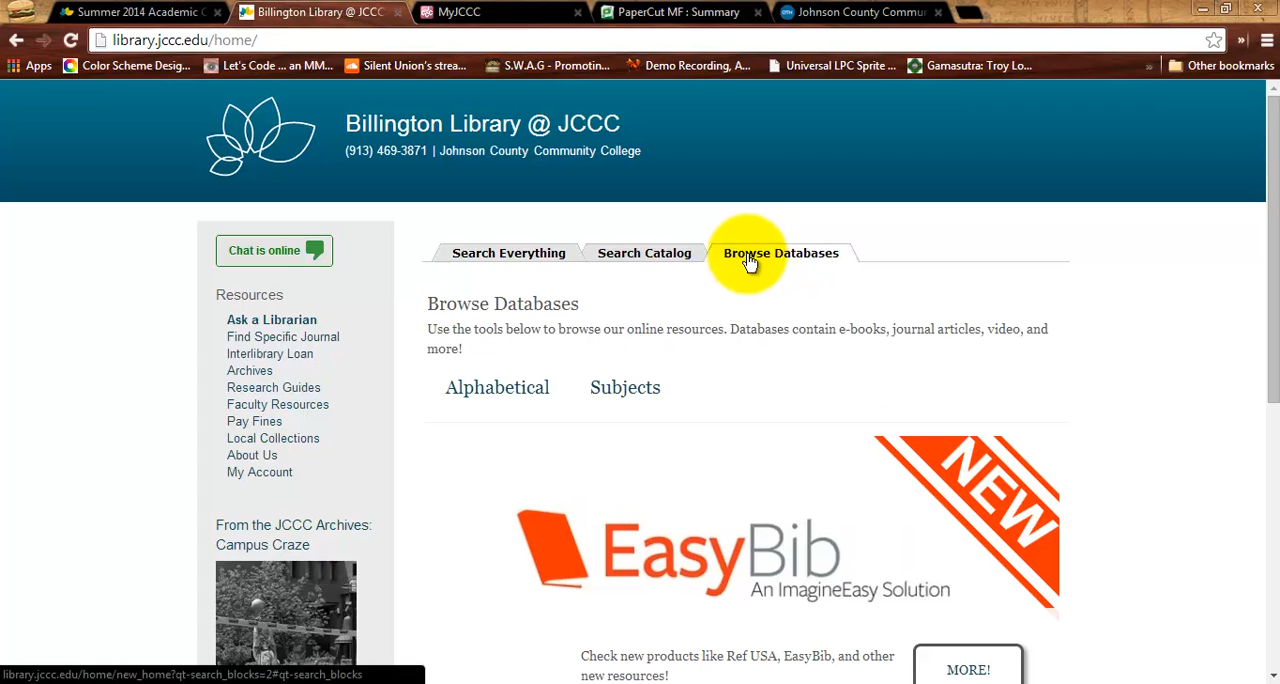 Summer 2014 Academic C
Billington Library @ JCCC
MyJCCC
PaperCut MF : Summary
Johnson County Commu
library.jccc.edu/home/
Apps
Color Scheme Desig...
Let's Code ... an MM...
Silent Union's strea...
S.W.A.G - Promotin...
Demo Recording, A...
Universal LPC Sprite ...
Gamasutra: Troy Lo...
Other bookmarks
Billington Library @ JCCC
(913) 469-3871 | Johnson County Community College
Chat is online
Search Everything
Search Catalog
Browse Databases
Resources
Ask a Librarian
Find Specific Journal
Interlibrary Loan
Archives
Research Guides
Faculty Resources
Pay Fines
Local Collections
About Us
My Account
From the JCCC Archives:
Campus Craze
Browse Databases
Use the tools below to browse our online resources. Databases contain e-books, journal articles, video, and
more!
Alphabetical
Subjects
NEW
EasyBib
An ImagineEasy Solution
Check new products like Ref USA, EasyBib, and other
new resources!
MORE!
library.jccc.edu/home/new_home?qt-search_blocks=2#qt-search_blocks